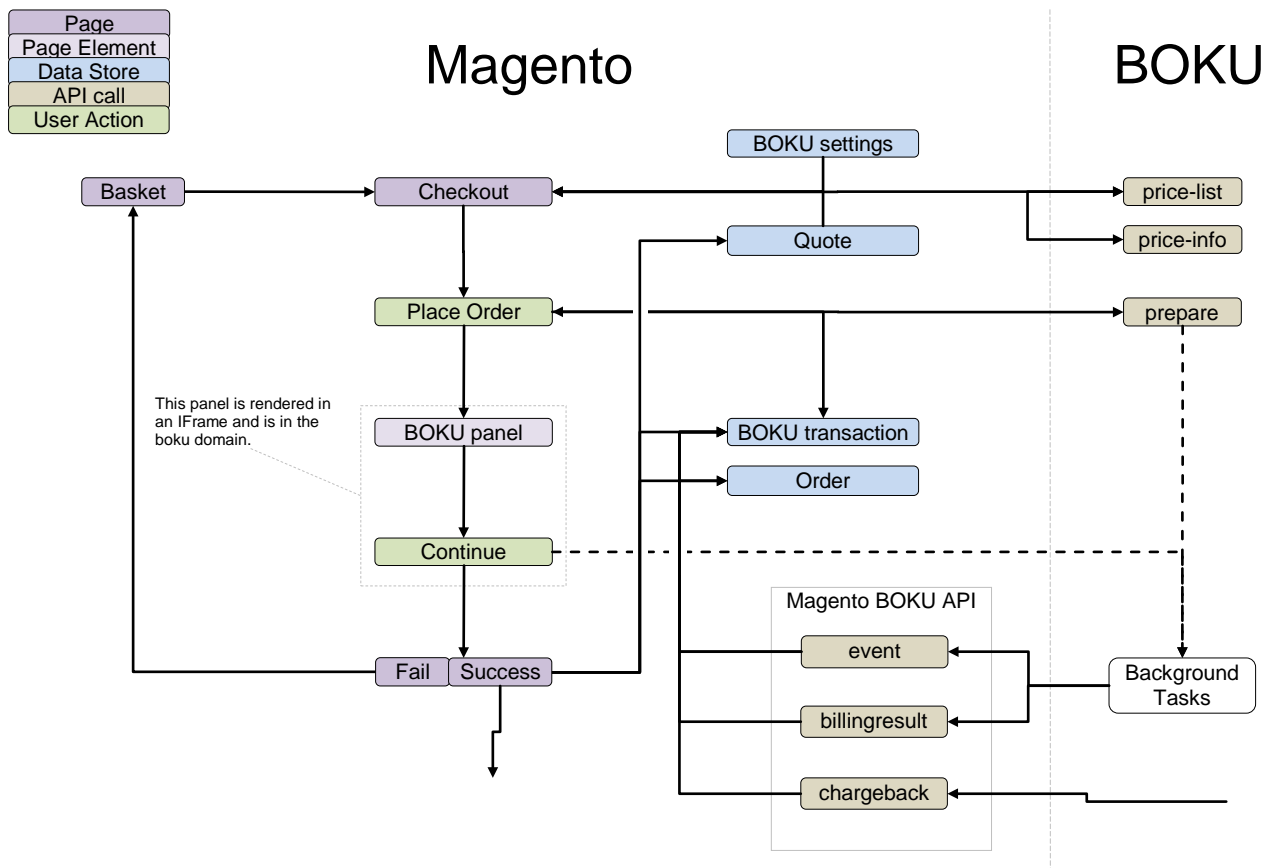 Page
Page Element
Data Store
API call
User Action
Magento
BOKU
BOKU settings
Basket
Checkout
price-list
Quote
price-info
Place Order
prepare
This panel is rendered in
an IFrame and is in the
boku domain.
BOKU panel
BOKU transaction
Order
Continue
Magento BOKU API
event
Fail
Success
Background
Tasks
billingresult
chargeback